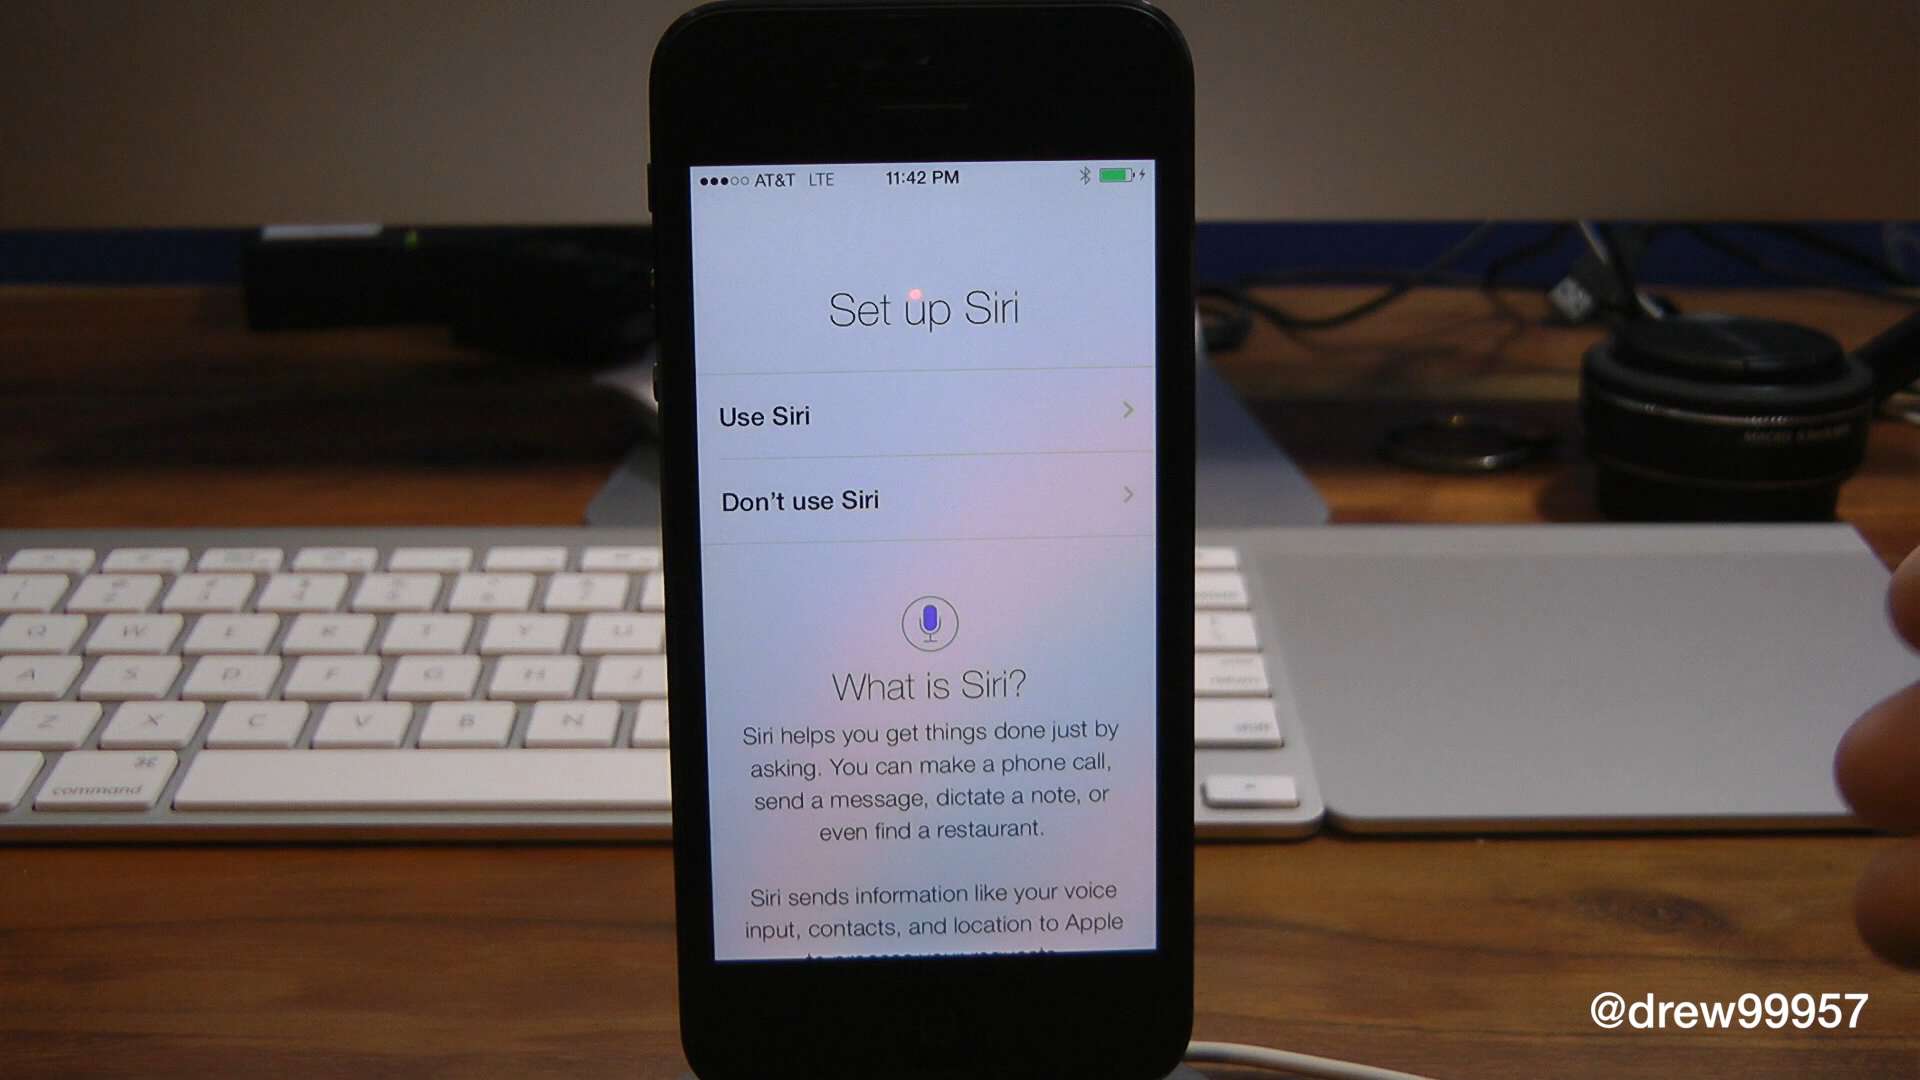 ●●●○○ AT&T LTE 11:42 PM
Set up Siri
Use Siri
Don't use Siri
What is Siri?
Siri helps you get things done just by
asking. You can make a phone call,
send a message, dictate a note, or
even find a restaurant.
Siri sends information like your voice
input, contacts, and location to Apple
Q W E R T Y U
A S D F G H J
Z X C V B N
⌘
command
return
shift
@drew99957